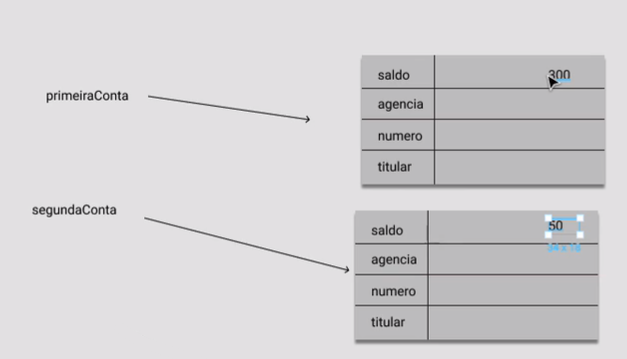 primeiraConta
saldo 300
agencia
numero
titular
segundaConta
saldo 50
agencia
numero
titular